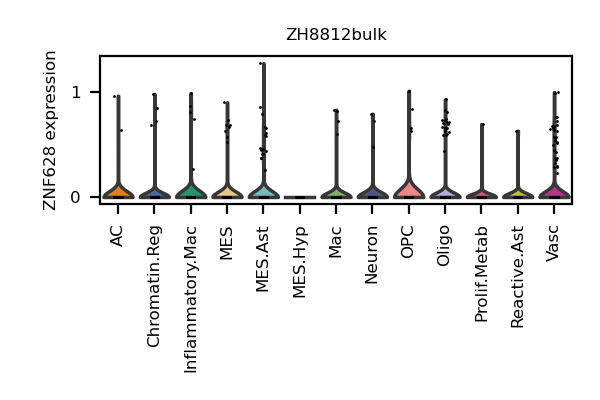 ZH8812bulk
ZNF628 expression
1
0
AC
Chromatin.Reg
Inflammatory.Mac
MES
MES.Ast
MES.Hyp
Mac
Neuron
OPC
Oligo
Prolif.Metab
Reactive.Ast
Vasc